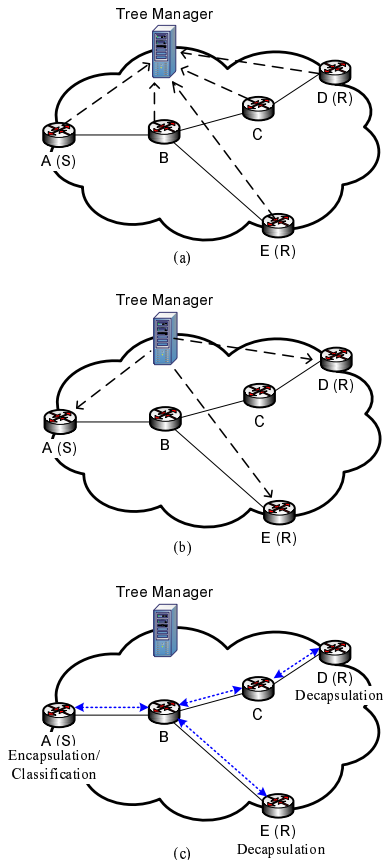 Tree Manager
D (R)
C
A (S)
B
E (R)
(a)
Tree Manager
D (R)
C
A (S)
B
E (R)
(b)
Tree Manager
D (R)
Decapsulation
C
A (S)
B
Encapsulation/
Classification
E (R)
Decapsulation
(c)